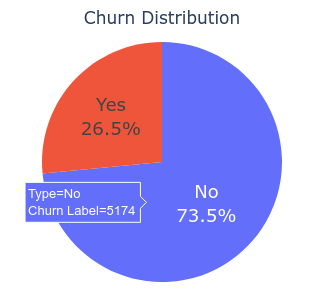 Churn Distribution
Yes
26.5%
Type=No
Churn Label=5174
No
73.5%